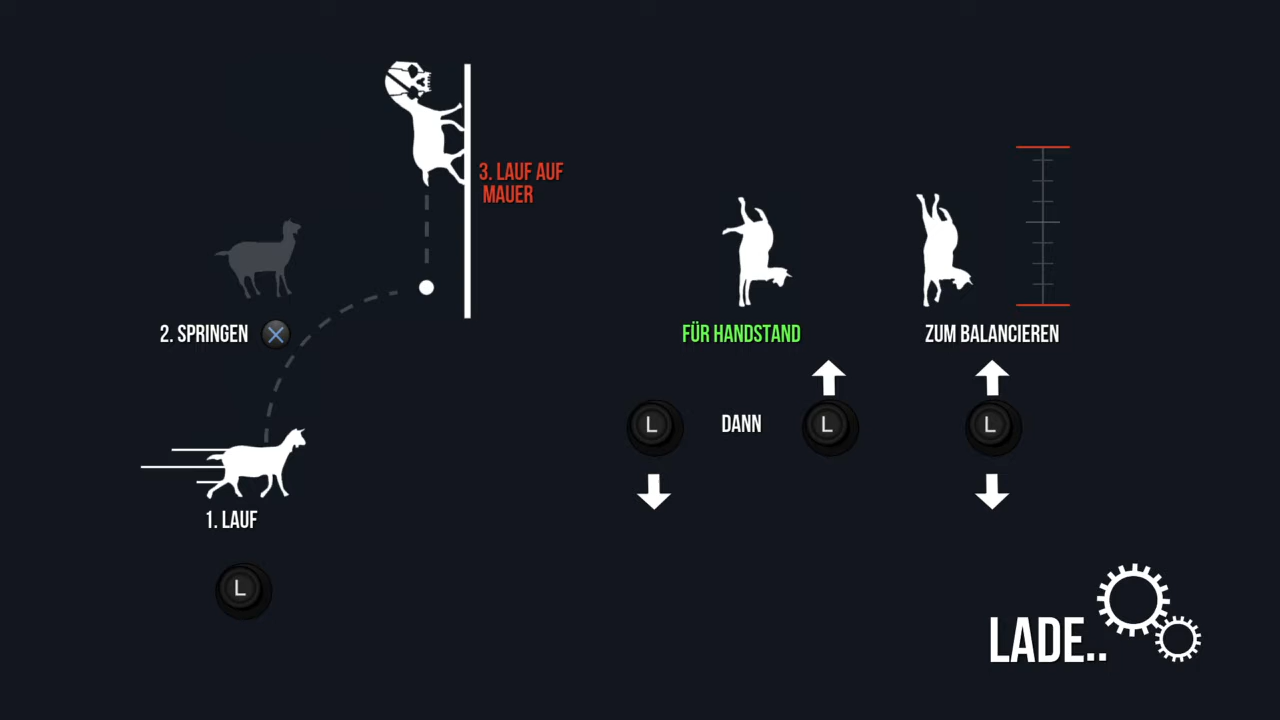 3. LAUF AUF
MAUER
2. SPRINGEN
FÜR HANDSTAND
ZUM BALANCIEREN
L
DANN
L
L
1. LAUF
L
LADE..